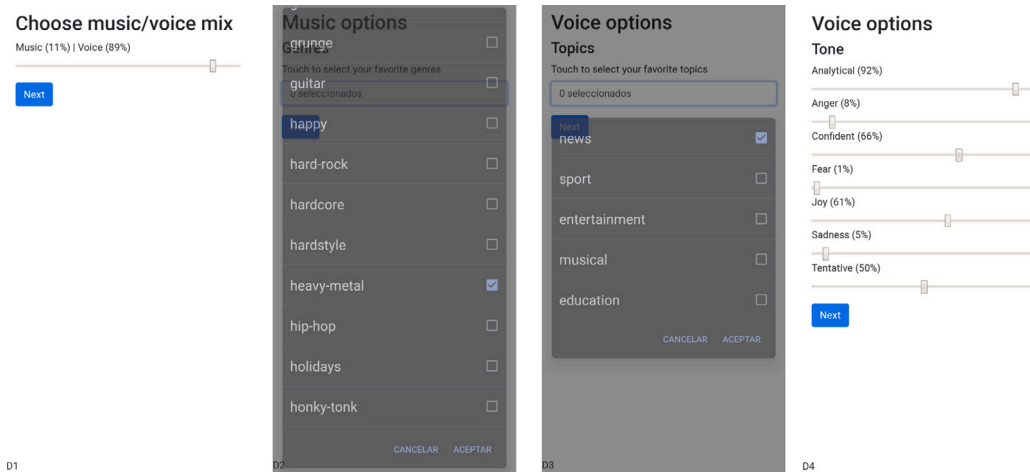 Choose music/voice mix
Music (11%) | Voice (89%)
Next
D1
Music options
Genres
Touch to select your favorite genres
0 seleccionados
grunge
guitar
happy
hard-rock
hardcore
hardstyle
heavy-metal
hip-hop
holidays
honky-tonk
CANCELAR ACEPTAR
D2
Voice options
Topics
Touch to select your favorite topics
0 seleccionados
Next
news
sport
entertainment
musical
education
CANCELAR ACEPTAR
D3
Voice options
Tone
Analytical (92%)
Anger (8%)
Confident (66%)
Fear (1%)
Joy (61%)
Sadness (5%)
Tentative (50%)
Next
D4